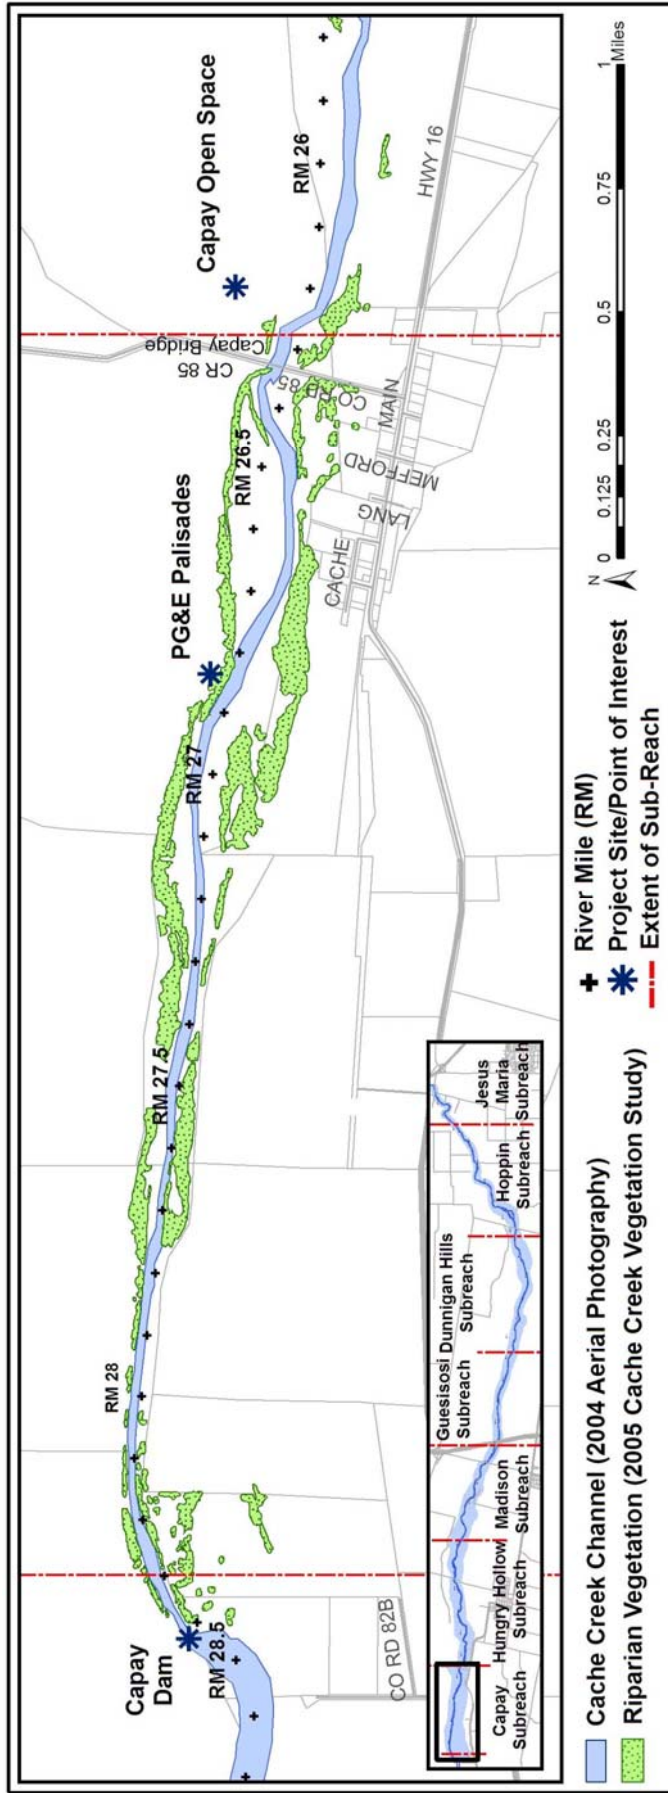 Capay
Dam
RM 28.5
RM 28
RM 27.5
RM 27
PG&E Palisades
RM 26.5
CR 85
Capay Bridge
Capay Open Space
RM 26
CO RD 82B
CACHE
LANG
MEFFORD
MAIN
CO RD 85
HWY 16
Capay
Subreach
Hungry Hollow
Subreach
Madison
Subreach
Guesisosi
Subreach
Dunnigan Hills
Subreach
Hoppin
Subreach
Jesus
Maria
Subreach
Cache Creek Channel (2004 Aerial Photography)
Riparian Vegetation (2005 Cache Creek Vegetation Study)
River Mile (RM)
Project Site/Point of Interest
Extent of Sub-Reach
N
0 0.125 0.25 0.5 0.75 1
Miles